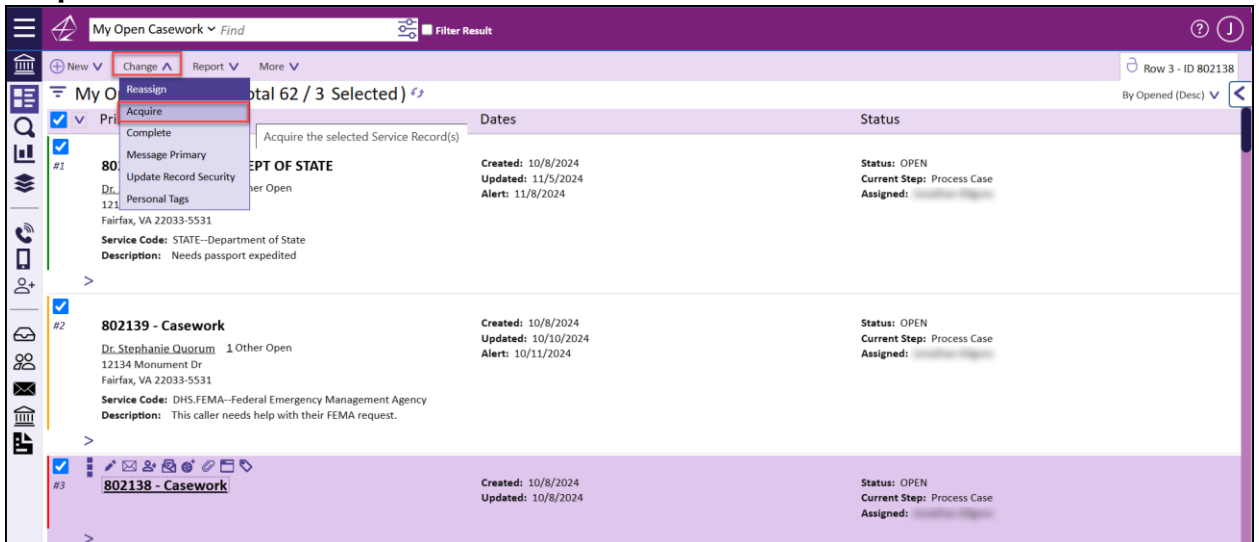 My Open Casework Find Filter Result ? J
New Change Report More Row 3 - ID 802138
My O otal 62 / 3 Selected) By Opened (Desc)
Reassign
Acquire
Complete
Message Primary
Update Record Security
Personal Tags
Acquire the selected Service Record(s)
Pri Dates Status
#1 80 EPT OF STATE Created: 10/8/2024 Status: OPEN
Updated: 11/5/2024 Current Step: Process Case
Dr. her Open Alert: 11/8/2024 Assigned:
121
Fairfax, VA 22033-5531
Service Code: STATE--Department of State
Description: Needs passport expedited
>
#2 802139 - Casework Created: 10/8/2024 Status: OPEN
Updated: 10/10/2024 Current Step: Process Case
Dr. Stephanie Quorum 1 Other Open Alert: 10/11/2024 Assigned:
12134 Monument Dr
Fairfax, VA 22033-5531
Service Code: DHS.FEMA--Federal Emergency Management Agency
Description: This caller needs help with their FEMA request.
>
#3 802138 - Casework Created: 10/8/2024 Status: OPEN
Updated: 10/8/2024 Current Step: Process Case
Assigned:
>